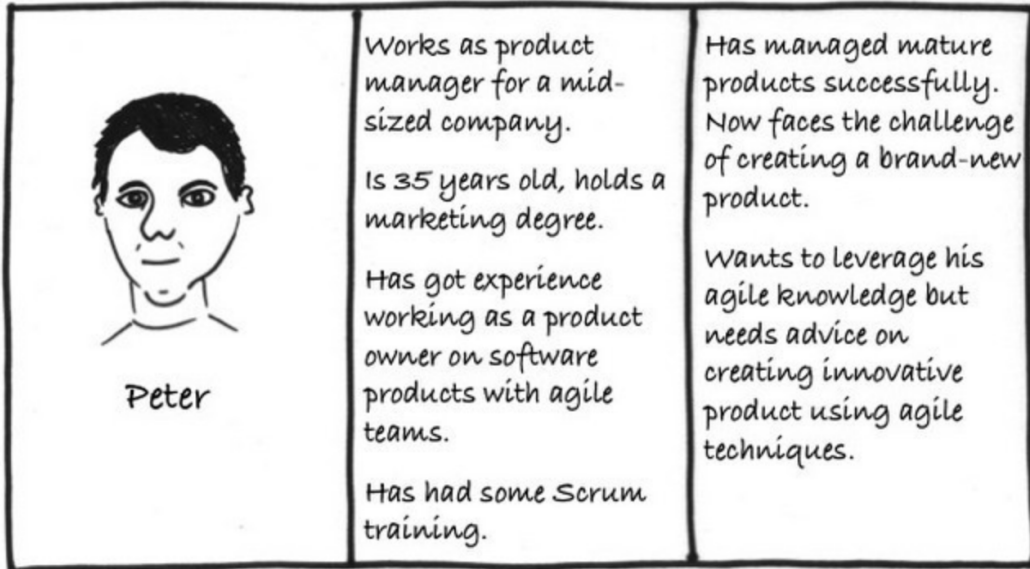 Peter
Works as product
manager for a mid-
sized company.
Is 35 years old, holds a
marketing degree.
Has got experience
working as a product
owner on software
products with agile
teams.
Has had some Scrum
training.
Has managed mature
products successfully.
Now faces the challenge
of creating a brand-new
product.
Wants to leverage his
agile knowledge but
needs advice on
creating innovative
product using agile
techniques.